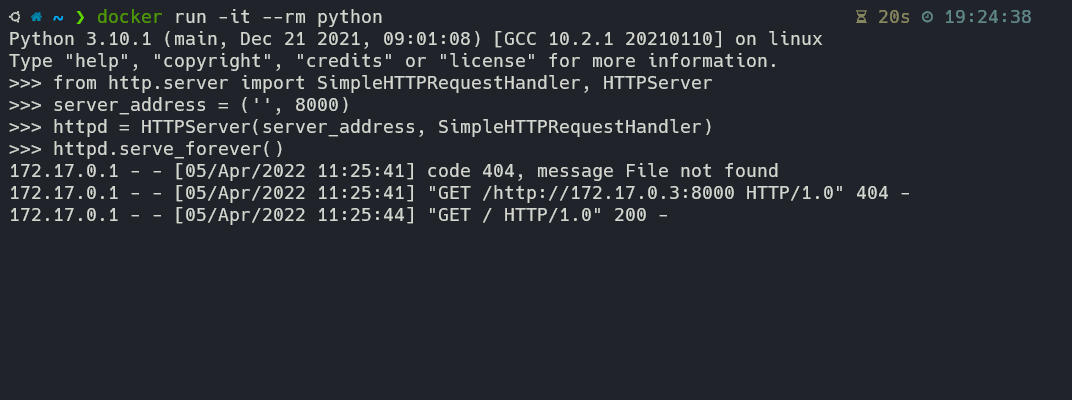 ~ ❯ docker run -it --rm python 20s 19:24:38
Python 3.10.1 (main, Dec 21 2021, 09:01:08) [GCC 10.2.1 20210110] on linux
Type "help", "copyright", "credits" or "license" for more information.
>>> from http.server import SimpleHTTPRequestHandler, HTTPServer
>>> server_address = ('', 8000)
>>> httpd = HTTPServer(server_address, SimpleHTTPRequestHandler)
>>> httpd.serve_forever()
172.17.0.1 - - [05/Apr/2022 11:25:41] code 404, message File not found
172.17.0.1 - - [05/Apr/2022 11:25:41] "GET /http://172.17.0.3:8000 HTTP/1.0" 404 -
172.17.0.1 - - [05/Apr/2022 11:25:44] "GET / HTTP/1.0" 200 -